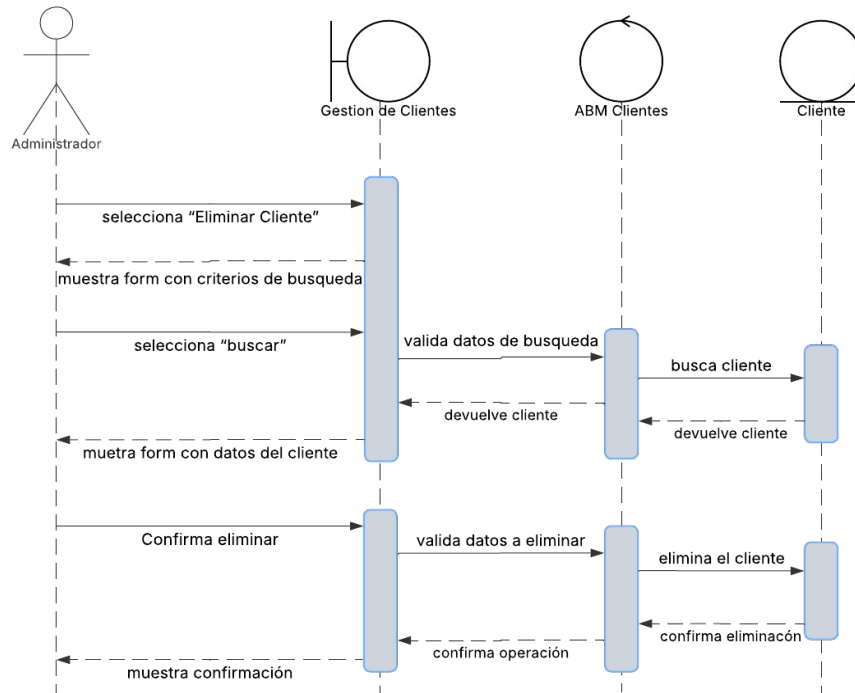 Administrador
Gestion de Clientes
ABM Clientes
Cliente
selecciona “Eliminar Cliente”
muestra form con criterios de busqueda
selecciona “buscar”
valida datos de busqueda
busca cliente
devuelve cliente
devuelve cliente
muetra form con datos del cliente
Confirma eliminar
valida datos a eliminar
elimina el cliente
confirma eliminacón
confirma operación
muestra confirmación